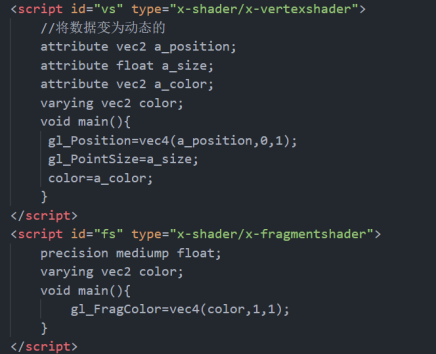 <script id="vs" type="x-shader/x-vertexshader">
    //将数据变为动态的
    attribute vec2 a_position;
    attribute float a_size;
    attribute vec2 a_color;
    varying vec2 color;
    void main(){
     gl_Position=vec4(a_position,0,1);
     gl_PointSize=a_size;
     color=a_color;
    }
</script>
<script id="fs" type="x-shader/x-fragmentshader">
    precision mediump float;
    varying vec2 color;
    void main(){
        gl_FragColor=vec4(color,1,1);
    }
</script>